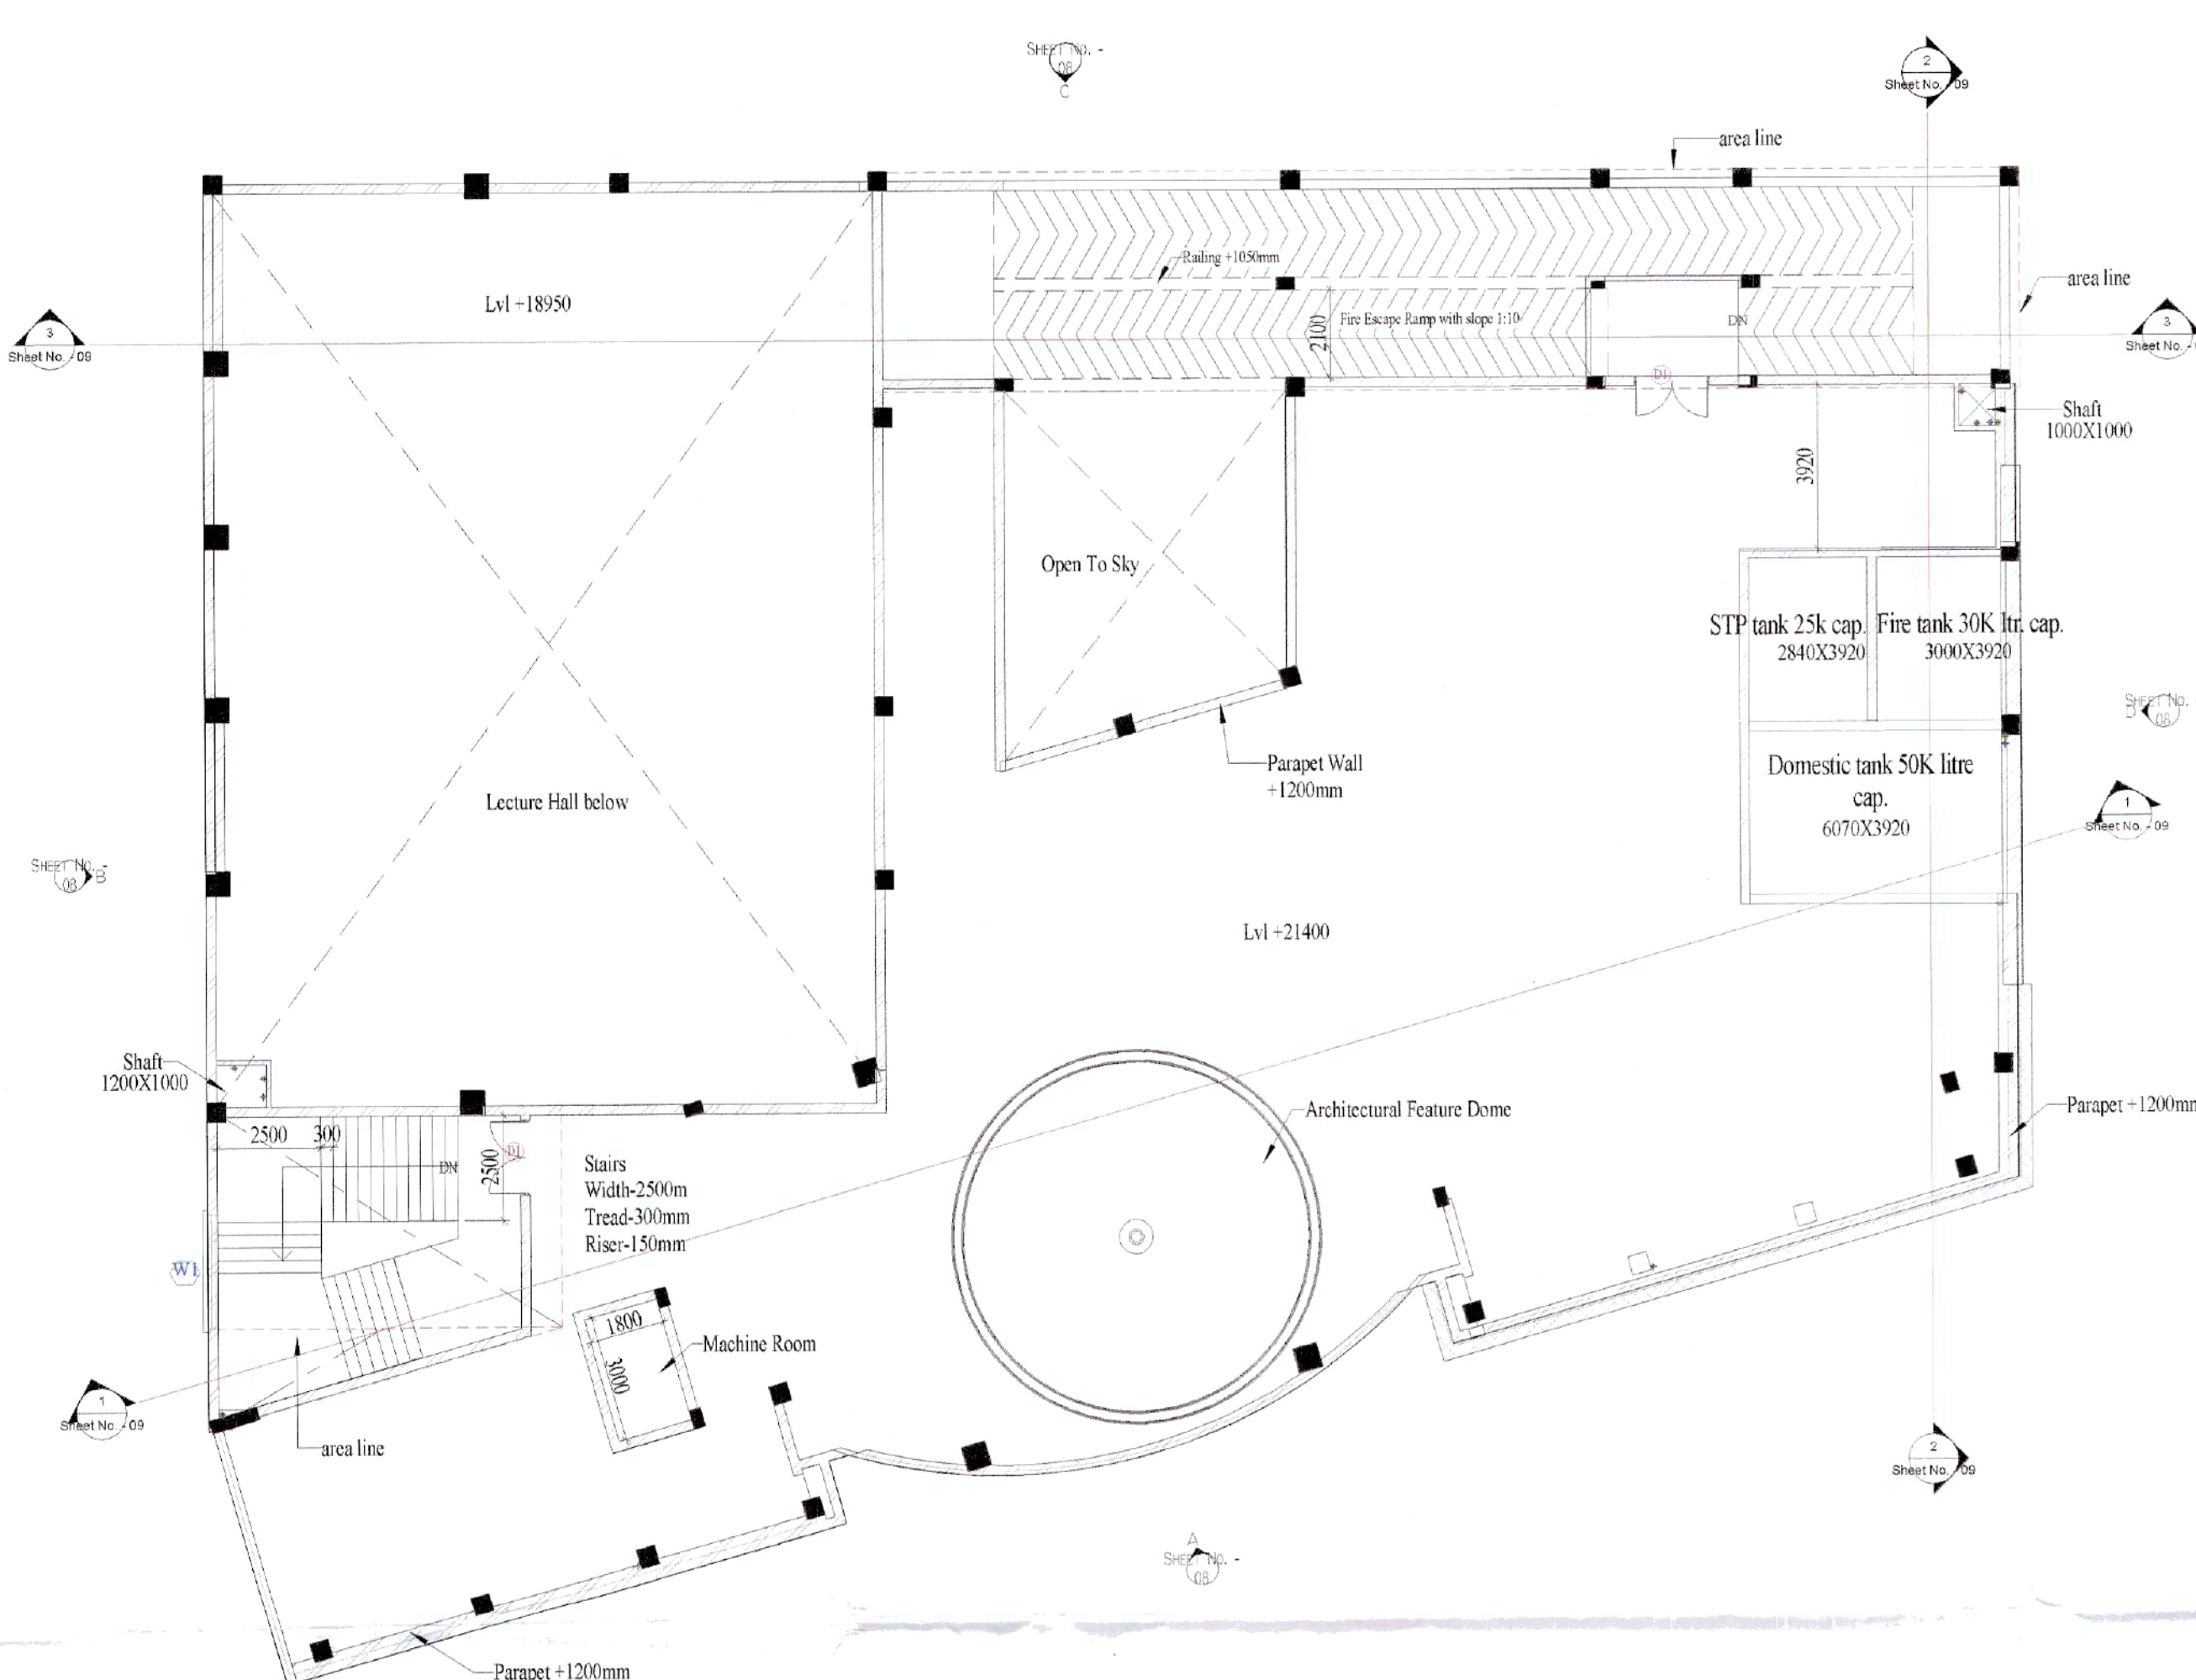 SHEET No. -
08
C
2
Sheet No. - 09
area line
Railing +1050mm
area line
Lvl +18950
3
Sheet No. - 09
2100
Fire Escape Ramp with slope 1:10
DN
3
Sheet No. -
D1
Shaft
1000X1000
3920
Open To Sky
STP tank 25k cap.
2840X3920
Fire tank 30K ltr. cap.
3000X3920
SHEET No.
D
08
Parapet Wall
+1200mm
Domestic tank 50K litre
cap.
6070X3920
Lecture Hall below
1
Sheet No. - 09
SHEET No. -
08
B
Lvl +21400
Shaft
1200X1000
Architectural Feature Dome
Parapet +1200mm
2500
300
DN
2500
D1
Stairs
Width-2500m
Tread-300mm
Riser-150mm
W1
1800
3000
Machine Room
1
Sheet No. - 09
area line
2
Sheet No. - 09
A
SHEET No. -
08
Parapet +1200mm